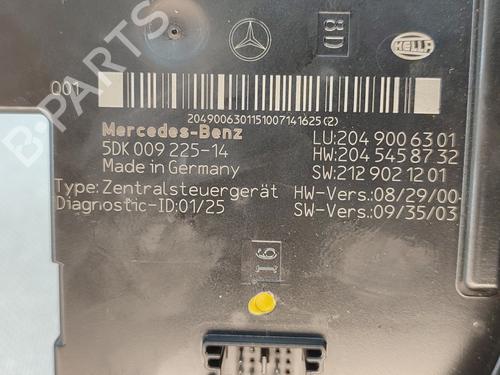 8D
HELLA
001
2049006301151007141625(2)
Mercedes-Benz
5DK 009 225-14
Made in Germany
Type: Zentralsteuergerät
Diagnostic-ID:01/25
LU:204 900 63 01
HW:204 545 87 32
SW:212 902 12 01
HW-Vers.:08/29/00
SW-Vers.:09/35/03
16
B-PARTS